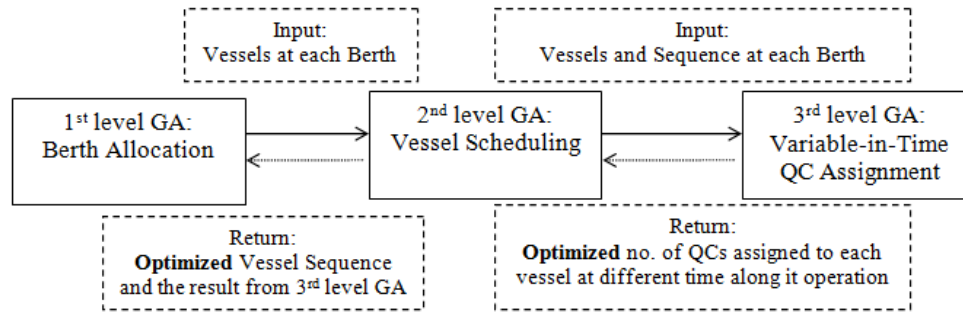 Input:
Vessels at each Berth
Input:
Vessels and Sequence at each Berth
1st level GA:
Berth Allocation
2nd level GA:
Vessel Scheduling
3rd level GA:
Variable-in-Time
QC Assignment
Return:
Optimized Vessel Sequence
and the result from 3rd level GA
Return:
Optimized no. of QCs assigned to each
vessel at different time along it operation